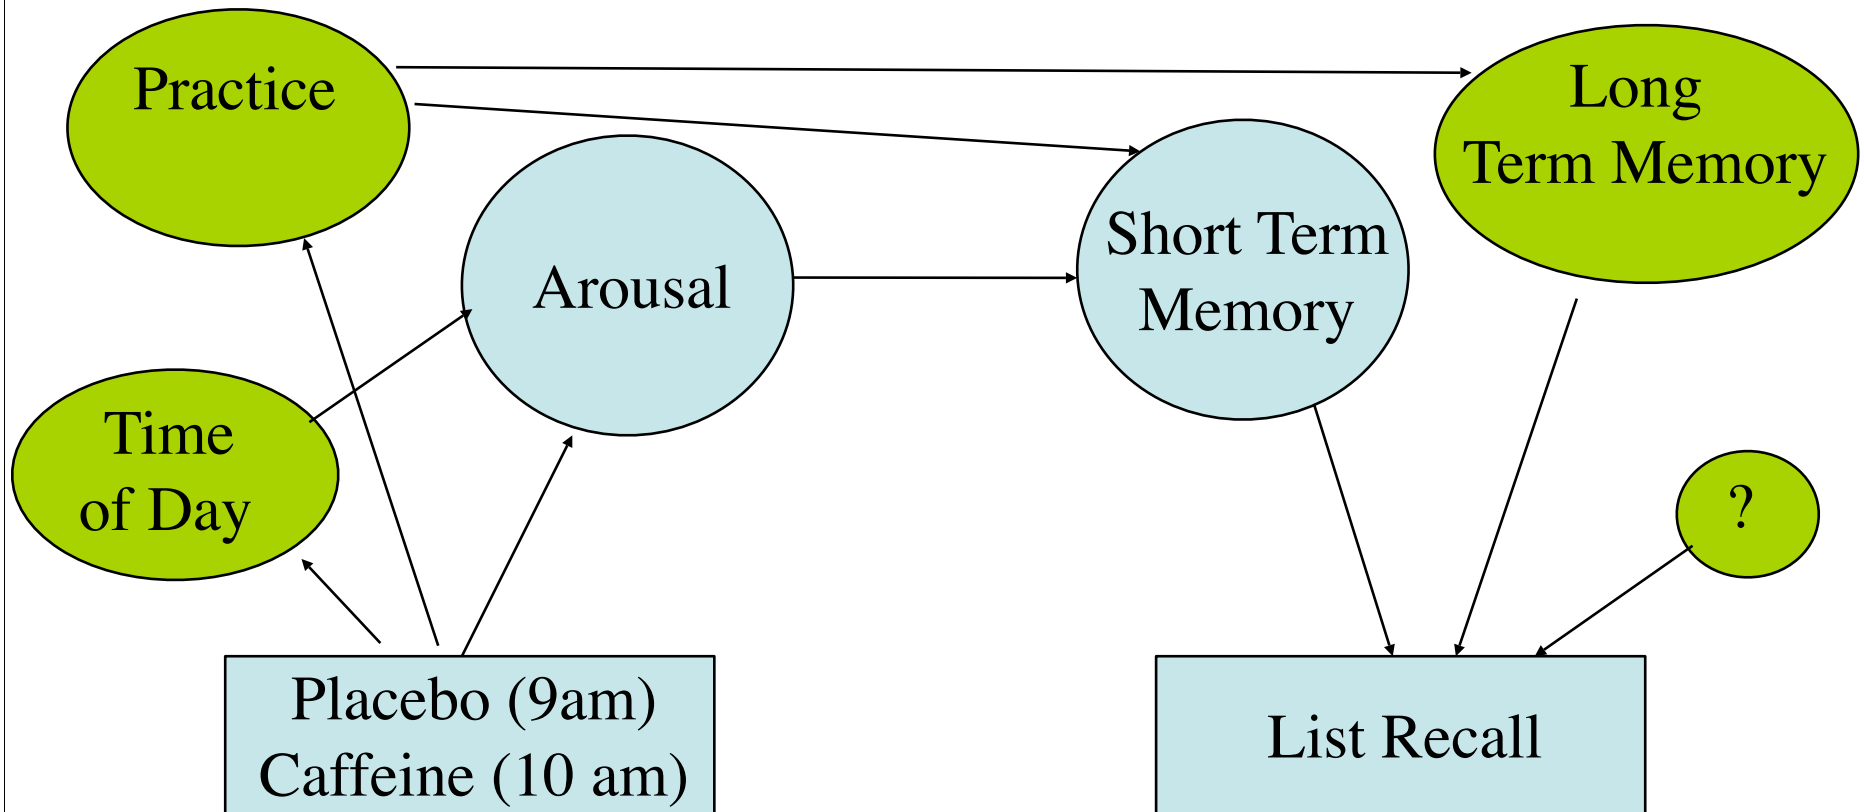 Practice
Long
Term Memory
Short Term
Memory
Arousal
Time
of Day
?
Placebo (9am)
Caffeine (10 am)
List Recall